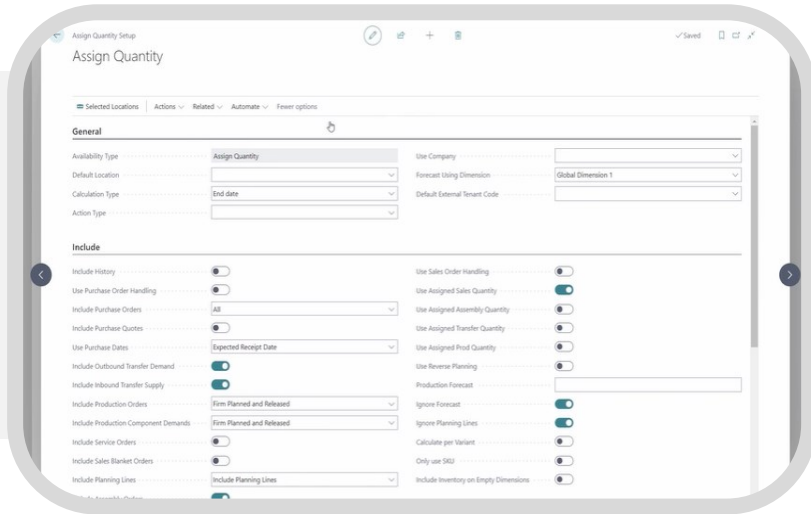 Assign Quantity Setup
Saved
Assign Quantity
Selected Locations Actions Related Automate Fewer options
General
Availability Type Assign Quantity
Use Company
Default Location
Forecast Using Dimension Global Dimension 1
Calculation Type End date
Default External Tenant Code
Action Type
Include
Include History
Use Sales Order Handling
Use Purchase Order Handling
Use Assigned Sales Quantity
Include Purchase Orders All
Use Assigned Assembly Quantity
Include Purchase Quotes
Use Assigned Transfer Quantity
Use Purchase Dates Expected Receipt Date
Use Assigned Prod Quantity
Include Outbound Transfer Demand
Use Reverse Planning
Include Inbound Transfer Supply
Production Forecast
Include Production Orders Firm Planned and Released
Ignore Forecast
Include Production Component Demands Firm Planned and Released
Ignore Planning Lines
Include Service Orders
Calculate per Variant
Include Sales Blanket Orders
Only use SKU
Include Planning Lines Include Planning Lines
Include Inventory on Empty Dimensions